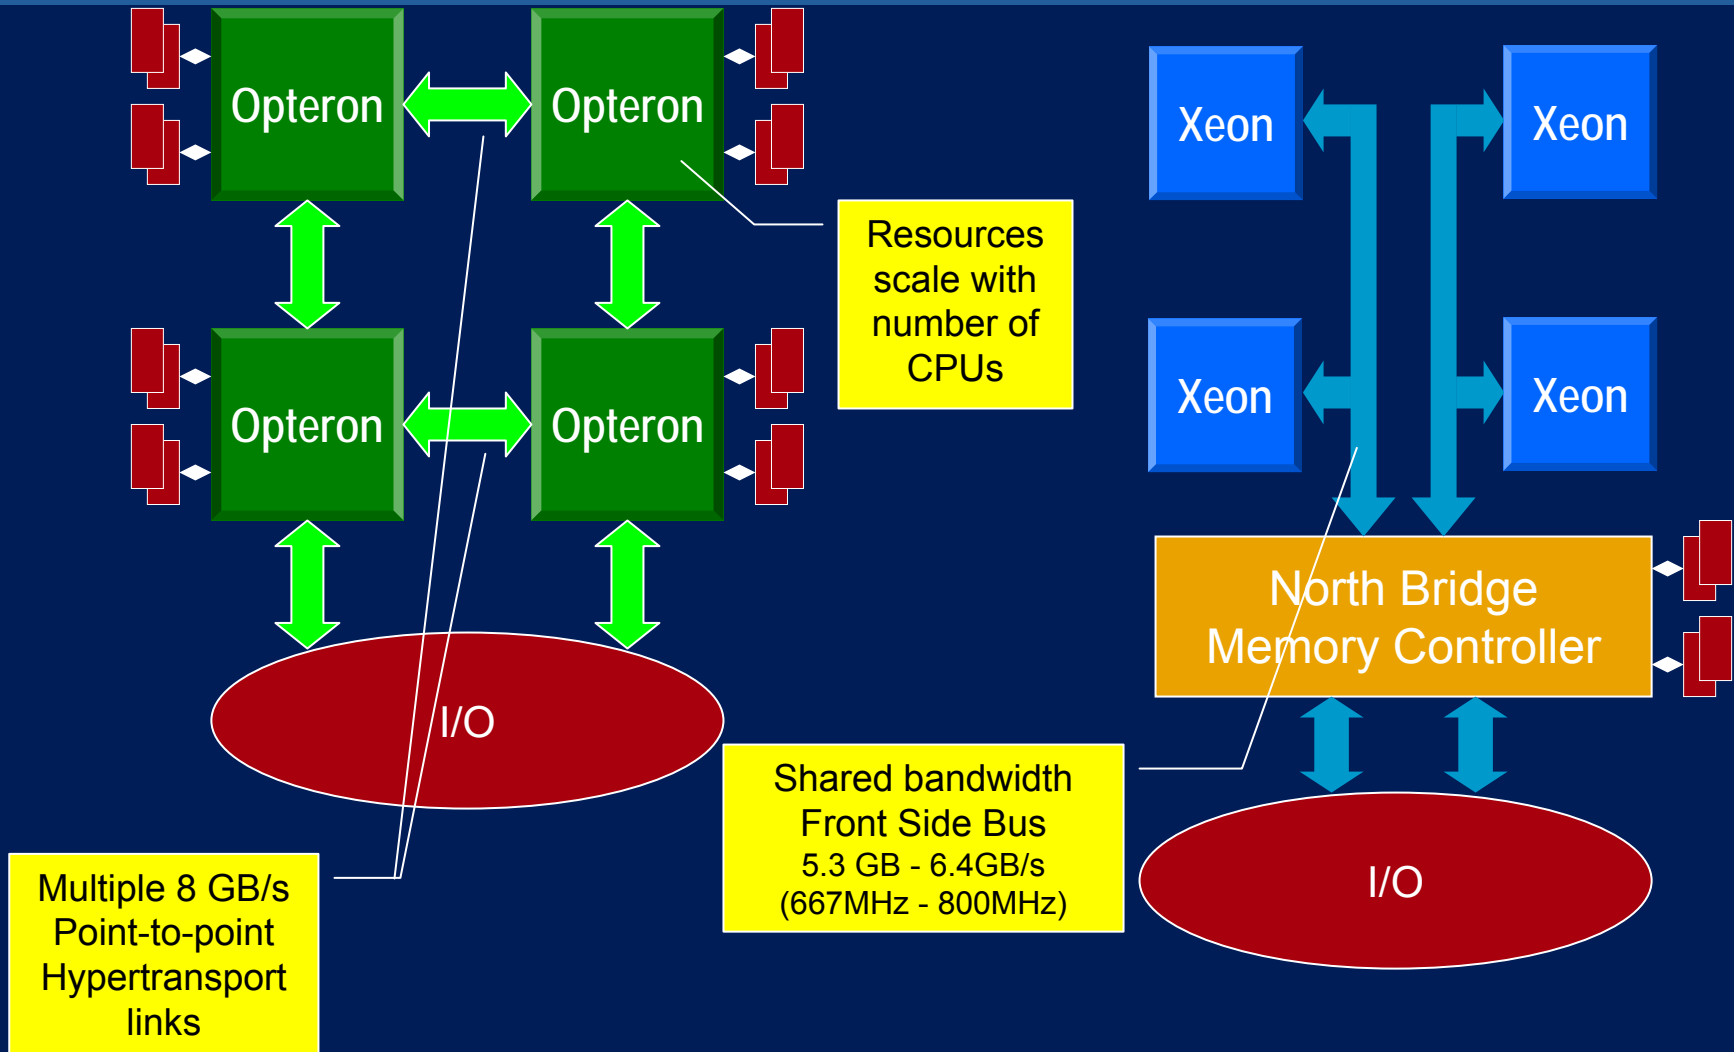 Opteron
Opteron
Xeon
Xeon
Resources
scale with
number of
CPUs
Opteron
Opteron
Xeon
Xeon
North Bridge
Memory Controller
I/O
Shared bandwidth
Front Side Bus
5.3 GB - 6.4GB/s
(667MHz - 800MHz)
I/O
Multiple 8 GB/s
Point-to-point
Hypertransport
links